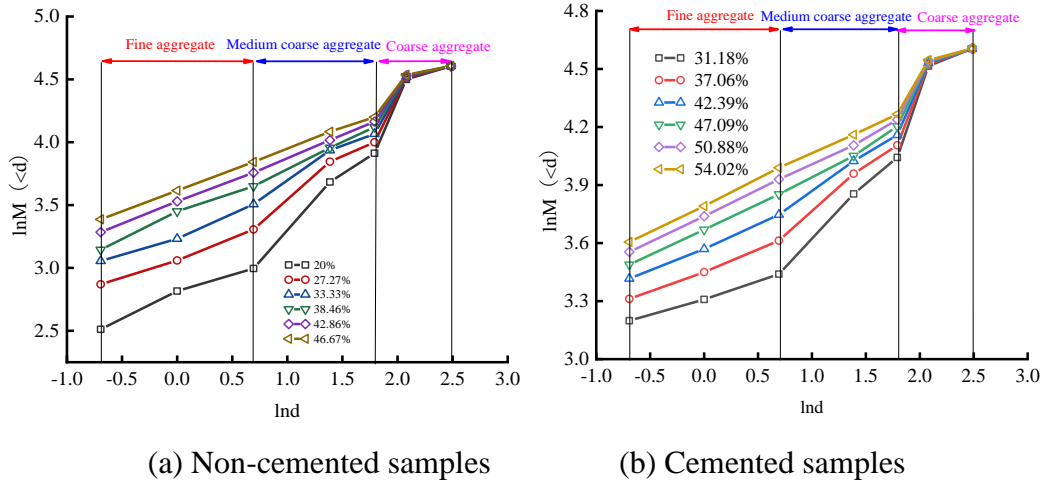 Fine aggregate
Medium coarse aggregate
Coarse aggregate
5.0
4.5
4.0
3.5
3.0
2.5
lnM（<d）
20%
27.27%
33.33%
38.46%
42.86%
46.67%
-1.0 -0.5 0.0 0.5 1.0 1.5 2.0 2.5 3.0
lnd
(a) Non-cemented samples
Fine aggregate
Medium coarse aggregate
Coarse aggregate
4.8
4.5
4.2
3.9
3.6
3.3
3.0
lnM（<d）
31.18%
37.06%
42.39%
47.09%
50.88%
54.02%
-1.0 -0.5 0.0 0.5 1.0 1.5 2.0 2.5 3.0
lnd
(b) Cemented samples